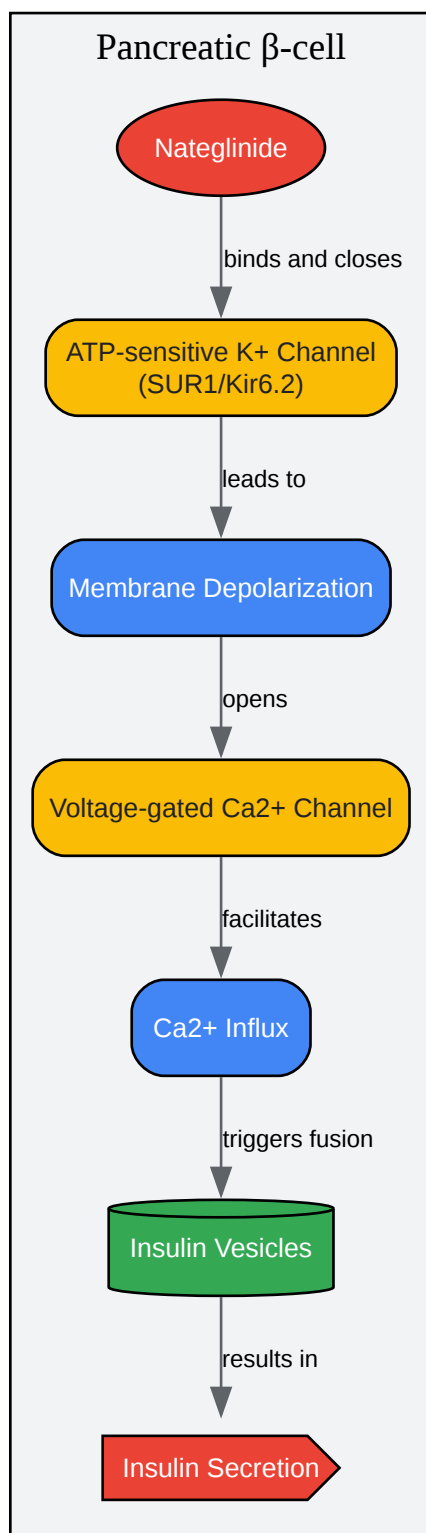 Pancreatic β-cell
Nateglinide
binds and closes
ATP-sensitive K+ Channel
(SUR1/Kir6.2)
leads to
Membrane Depolarization
opens
Voltage-gated Ca2+ Channel
facilitates
Ca2+ Influx
triggers fusion
Insulin Vesicles
results in
Insulin Secretion